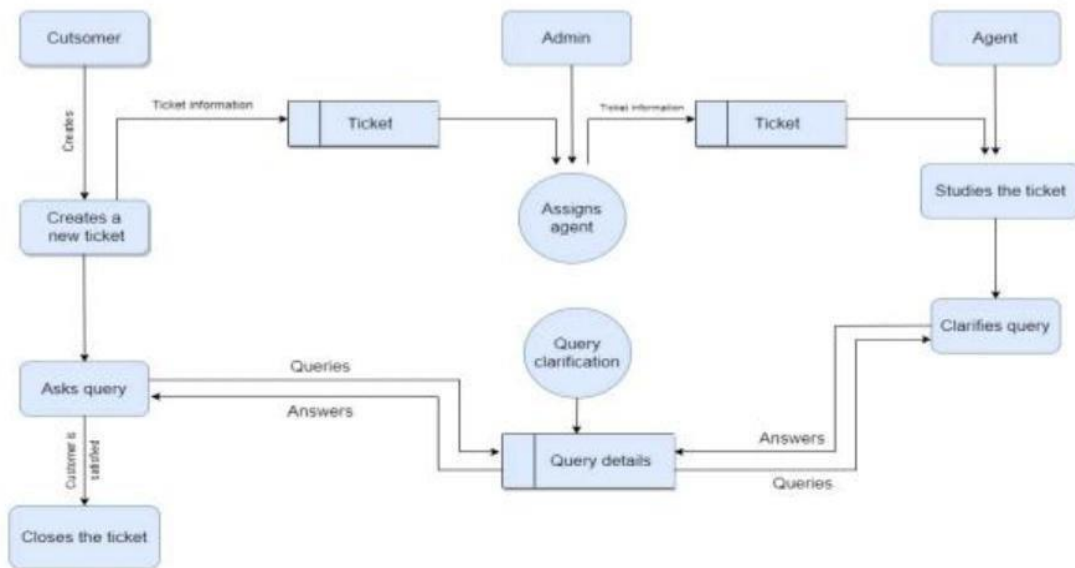 Cutsomer
Admin
Agent
Creates
Ticket information
Ticket
Ticket information
Ticket
Creates a
new ticket
Assigns
agent
Studies the ticket
Clarifies query
Query
clarification
Asks query
Queries
Answers
Query details
Answers
Queries
Customer is
satisfied
Closes the ticket